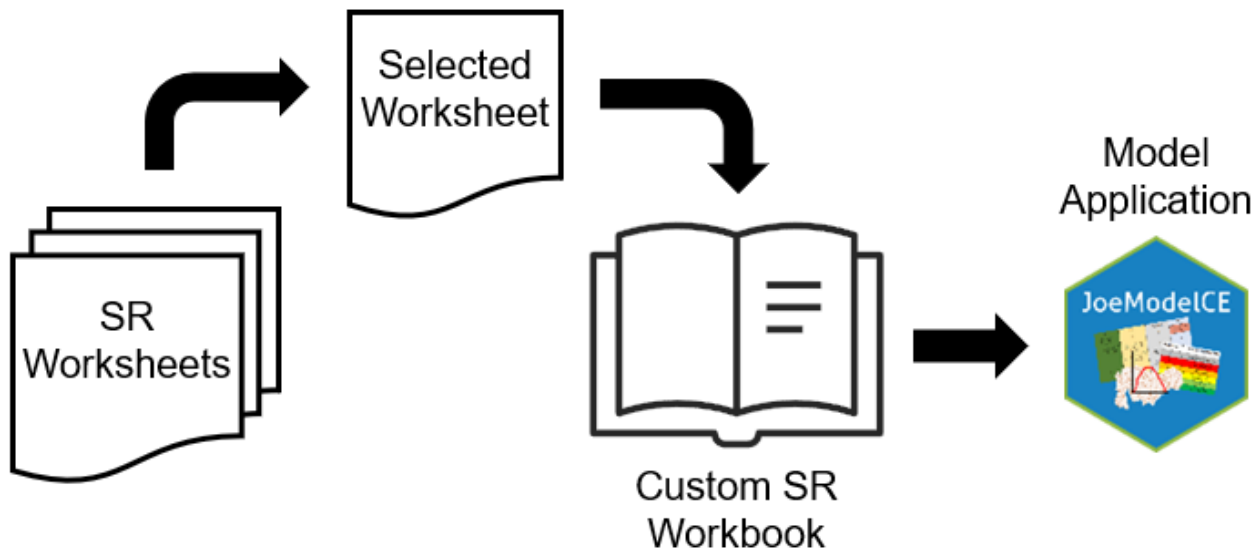 SR
Worksheets
Selected
Worksheet
Custom SR
Workbook
Model
Application
JoeModelCE